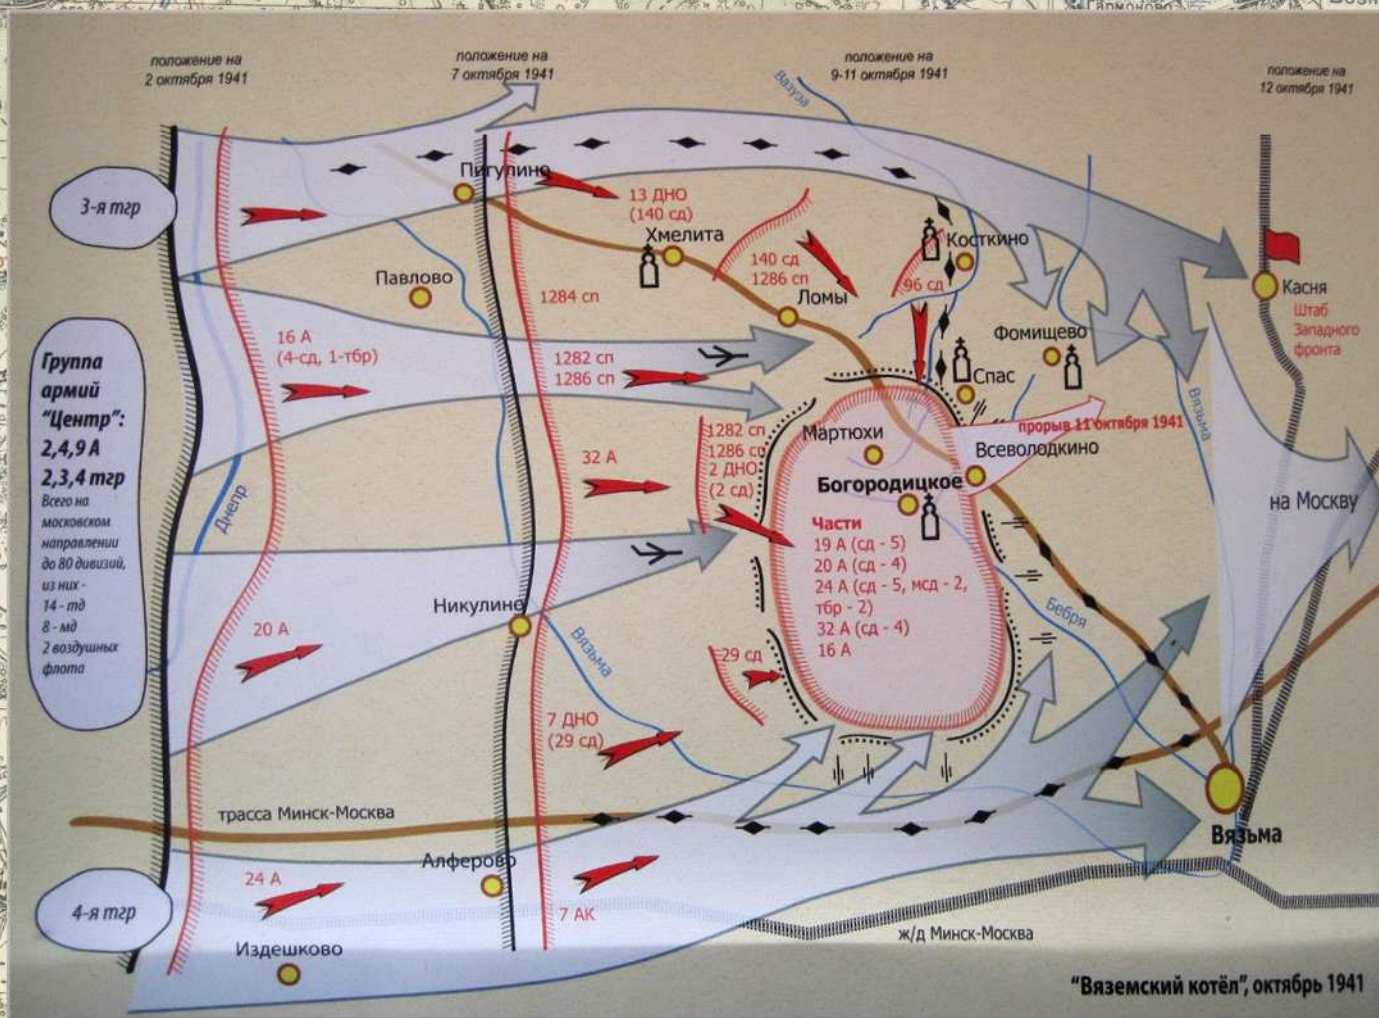 Гармоново
положение на
2 октября 1941
положение на
7 октября 1941
положение на
9-11 октября 1941
положение на
12 октября 1941
Вазуза
3-я тгр
Пигулино
13 ДНО
(140 сд)
Хмелита
140 сд
1286 сп
Косткино
96 сд
Касня
Штаб
Западного
фронта
Павлово
1284 сп
Ломы
Фомищево
16 А
(4-сд, 1-тбр)
1282 сп
1286 сп
Спас
Вязьма
Группа
армий
"Центр":
2,4,9 А
2,3,4 тгр
Всего на
московском
направлении
до 80 дивизий,
из них -
14 - тд
8 - мд
2 воздушных
флота
Днепр
32 А
1282 сп
1286 сп
2 ДНО
(2 сд)
Мартюхи
прорыв 11 октября 1941
Всеволодкино
Богородицкое
на Москву
Части
19 А (сд - 5)
20 А (сд - 4)
24 А (сд - 5, мсд - 2,
тбр - 2)
32 А (сд - 4)
16 А
Никулино
Бебря
20 А
Вязьма
29 сд
7 ДНО
(29 сд)
трасса Минск-Москва
Вязьма
Алферово
24 А
4-я тгр
7 АК
ж/д Минск-Москва
Издешково
"Вяземский котёл", октябрь 1941